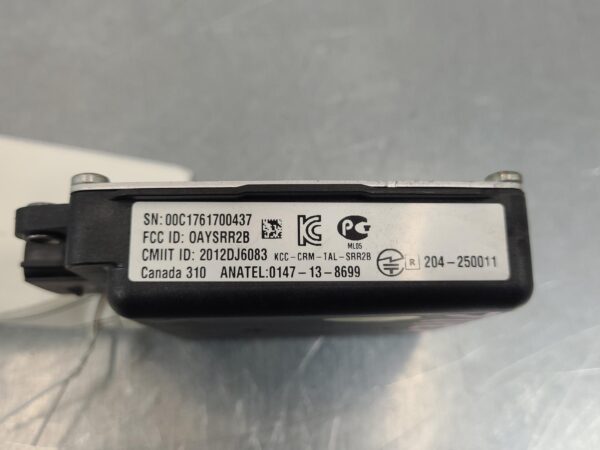 SN: 00C1761700437
FCC ID: OAYSRR2B
CMIIT ID: 2012DJ6083
Canada 310 ANATEL:0147-13-8699
KCC-CRM-TAL-SRR2B
ML05
R 204-250011